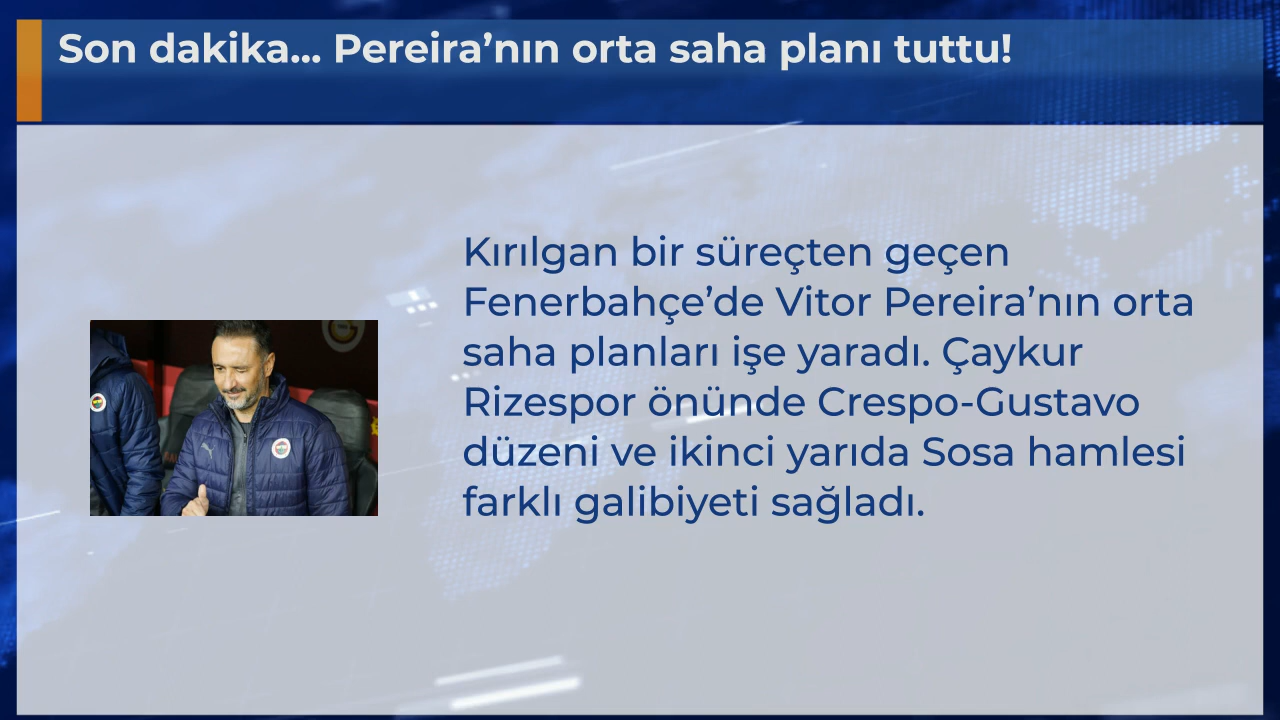 Son dakika... Pereira’nın orta saha planı tuttu!
Kırılgan bir süreçten geçen
Fenerbahçe’de Vitor Pereira’nın orta
saha planları işe yaradı. Çaykur
Rizespor önünde Crespo-Gustavo
düzeni ve ikinci yarıda Sosa hamlesi
farklı galibiyeti sağladı.